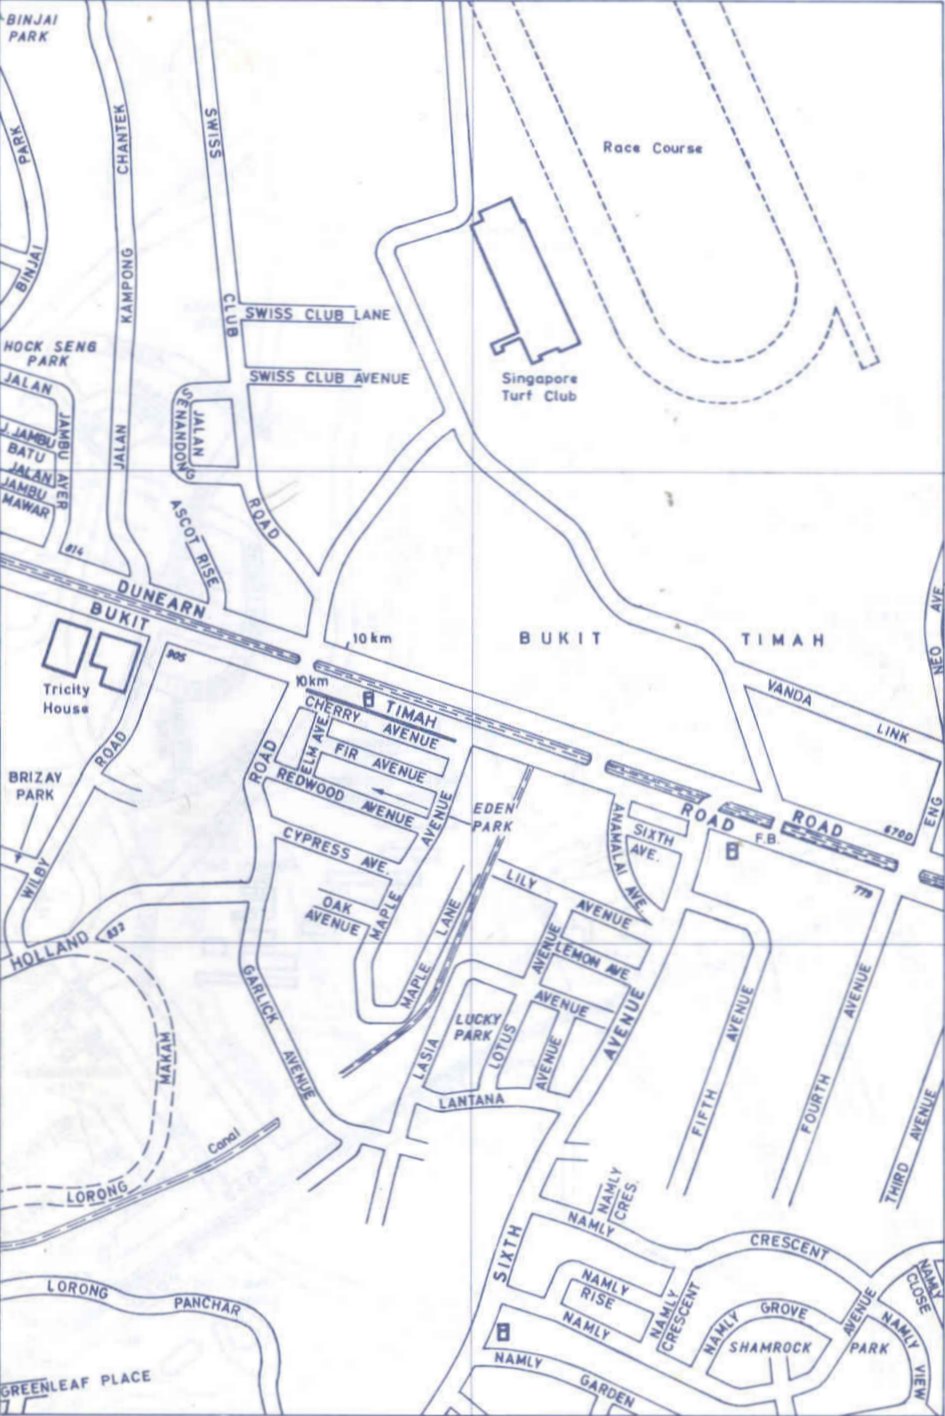 BINJAI
PARK
PARK
BINJAI
JALAN KAMPONG CHANTEK
SWISS CLUB ROAD
Race Course
SWISS CLUB LANE
SWISS CLUB AVENUE
HOCK SENG
PARK
JALAN
JAMBU AYER
J. JAMBU
BATU
JALAN
JAMBU
MAWAR
JALAN
SENANDONG
Singapore
Turf Club
ASCOT RISE
814
DUNEARN
BUKIT
905
10 km
10km
BUKIT TIMAH
NEO AVE
Tricity
House
VANDA LINK
CHERRY AVENUE
TIMAH
ELM AVE
FIR AVENUE
REDWOOD AVENUE
ROAD
ROAD
BRIZAY
PARK
WILBY
EDEN
PARK
ANAMALAI AVE.
SIXTH
AVE.
ROAD
F.B.
ROAD
670D
ENG
779
CYPRESS AVE.
MAPLE AVENUE
OAK
AVENUE
MAPLE LANE
LILY AVENUE
AVENUE
LEMON AVE.
AVENUE
HOLLAND
832
GARLICK AVENUE
LUCKY
PARK
LASIA
LOTUS
AVENUE
LANTANA
SIXTH AVENUE
FIFTH AVENUE
FOURTH AVENUE
THIRD AVENUE
MAKAM
Canal
LORONG
NAMLY
CRES.
NAMLY CRESCENT
LORONG PANCHAR
NAMLY
RISE
NAMLY
NAMLY
CRESCENT
NAMLY GROVE
AVENUE
NAMLY
CLOSE
NAMLY VIEW
SHAMROCK PARK
NAMLY GARDEN
GREENLEAF PLACE